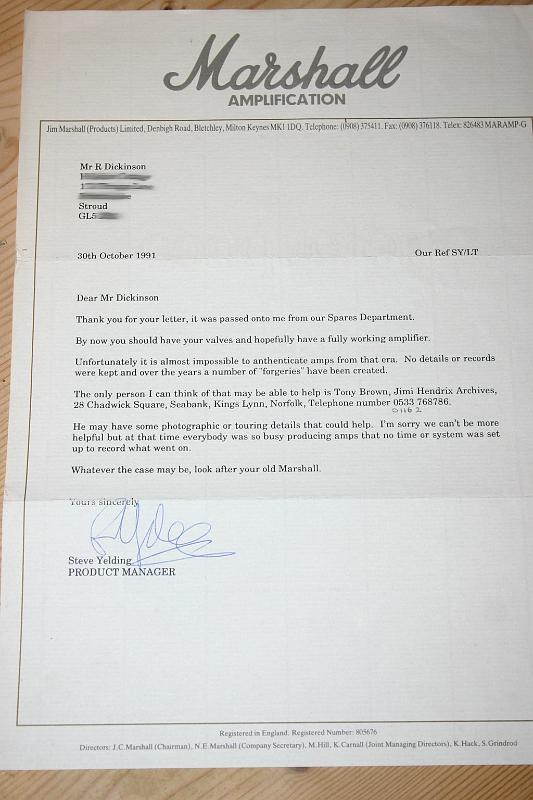 Marshall
AMPLIFICATION
Jim Marshall (Products) Limited, Denbigh Road, Bletchley, Milton Keynes MK1 1DQ. Telephone: (0908) 375411. Fax: (0908) 376118. Telex: 826483 MARAMP-G
Mr R Dickinson
Stroud
GL5
30th October 1991
Our Ref SY/LT
Dear Mr Dickinson
Thank you for your letter, it was passed onto me from our Spares Department.
By now you should have your valves and hopefully have a fully working amplifier.
Unfortunately it is almost impossible to anthenticate amps from that era. No details or records
were kept and over the years a number of "forgeries" have been created.
The only person I can think of that may be able to help is Tony Brown, Jimi Hendrix Archives,
28 Chadwick Square, Seabank, Kings Lynn, Norfolk, Telephone number 0533 768786.
01162
He may have some photographic or touring details that could help. I'm sorry we can't be more
helpful but at that time everybody was so busy producing amps that no time or system was set
up to record what went on.
Whatever the case may be, look after your old Marshall.
Yours sincerely
Steve Yelding
PRODUCT MANAGER
Registered in England. Registered Number: 805676
Directors: J.C. Marshall (Chairman), N.E. Marshall (Company Secretary), M. Hill, K. Carnall (Joint Managing Directors), K. Hack, S. Grindrod